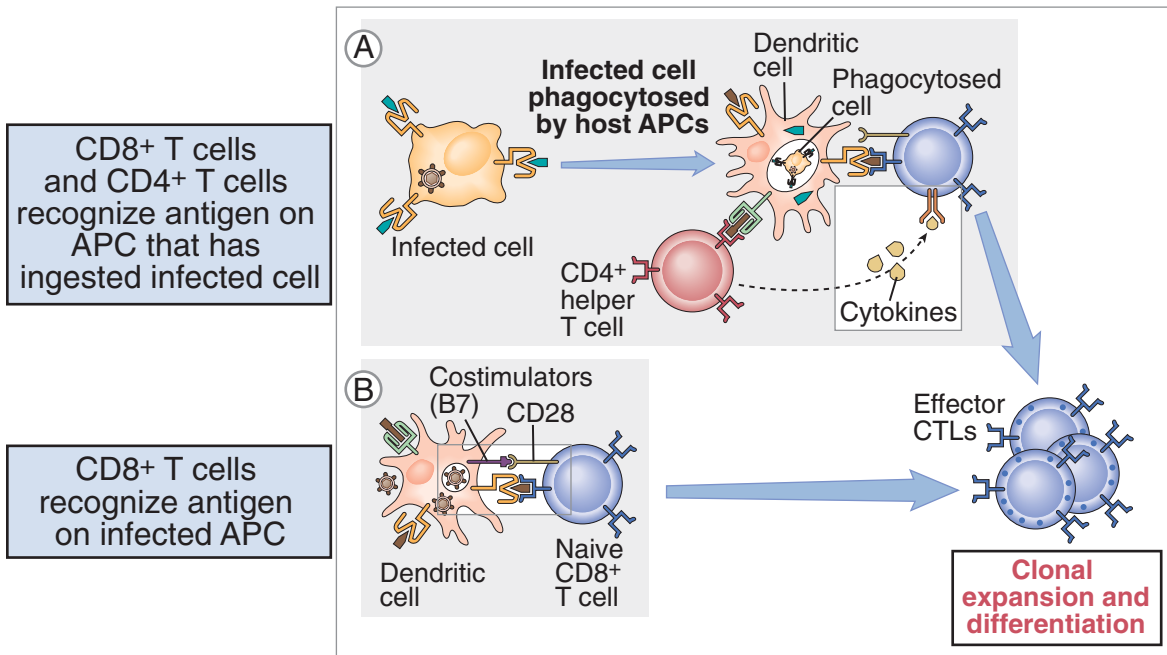 CD8+ T cells
and CD4+ T cells
recognize antigen on
APC that has
ingested infected cell
A
Infected cell
phagocytosed
by host APCs
Dendritic
cell
Phagocytosed
cell
Infected cell
CD4+
helper
T cell
Cytokines
CD8+ T cells
recognize antigen
on infected APC
B
Costimulators
(B7)
CD28
Dendritic
cell
Naive
CD8+
T cell
Effector
CTLs
Clonal
expansion and
differentiation